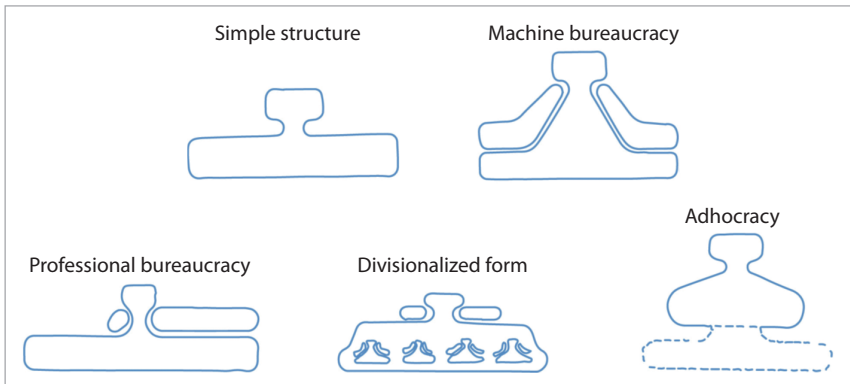 Simple structure
Machine bureaucracy
Adhocracy
Professional bureaucracy
Divisionalized form